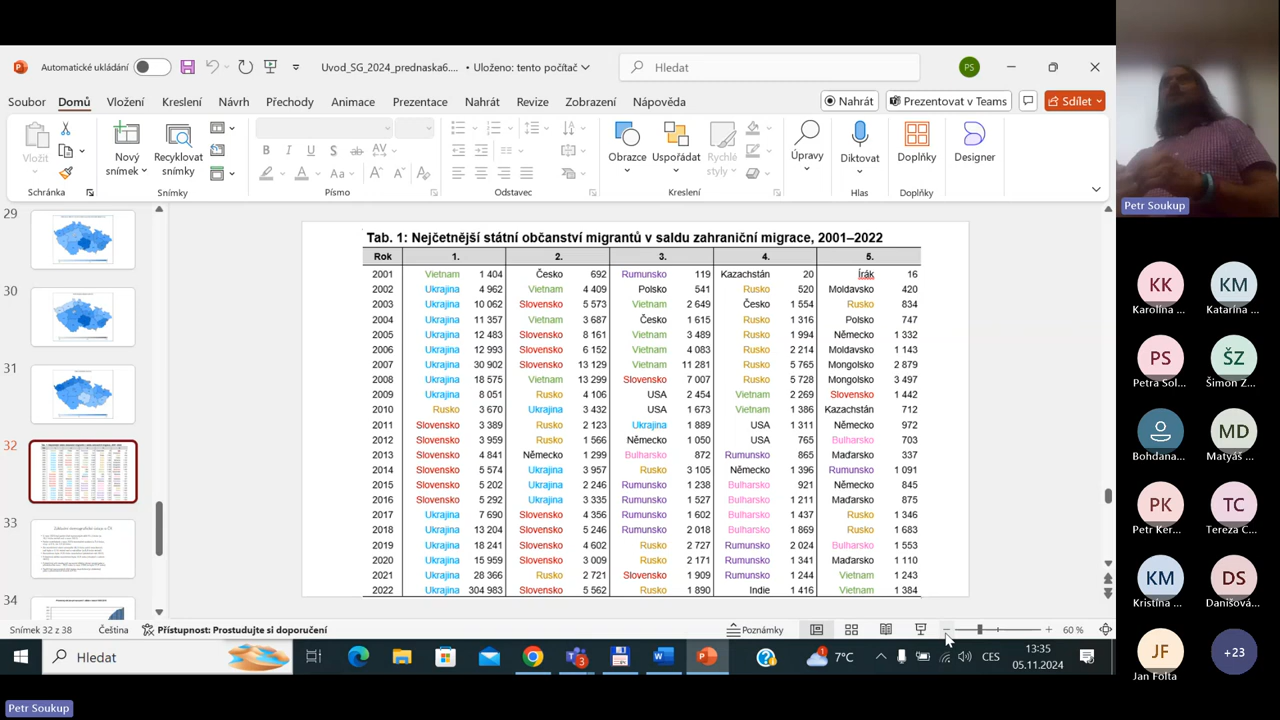 Automatické ukládání
Uvod_SG_2024_prednaska6.... • Uloženo: tento počítač
Hledat
PS
Soubor Domů Vložení Kreslení Návrh Přechody Animace Prezentace Nahrát Revize Zobrazení Nápověda
Nahrát Prezentovat v Teams Sdílet
Vložit Nový snímek Recyklovat snímky Obrazce Uspořádat Rychlé styly Úpravy Diktovat Doplňky Designer
Schránka Snímky Písmo Odstavec Kreslení Hlas Doplňky
29
30
31
32
33
34
Tab. 1: Nejčetnější státní občanství migrantů v saldu zahraniční migrace, 2001–2022
Rok 1. 2. 3. 4. 5.
2001 Vietnam 1 404 Česko 692 Rumunsko 119 Kazachstán 20 Írák 16
2002 Ukrajina 4 962 Vietnam 4 409 Polsko 541 Rusko 520 Moldavsko 420
2003 Ukrajina 10 062 Slovensko 5 573 Vietnam 2 649 Česko 1 554 Rusko 834
2004 Ukrajina 11 357 Vietnam 3 687 Česko 1 615 Rusko 1 316 Polsko 747
2005 Ukrajina 12 483 Slovensko 8 161 Vietnam 3 489 Rusko 1 994 Německo 1 332
2006 Ukrajina 12 993 Slovensko 6 152 Vietnam 4 083 Rusko 2 214 Moldavsko 1 143
2007 Ukrajina 30 902 Slovensko 13 129 Vietnam 11 281 Rusko 5 765 Mongolsko 2 879
2008 Ukrajina 18 575 Vietnam 13 299 Slovensko 7 007 Rusko 5 728 Mongolsko 3 497
2009 Ukrajina 8 051 Rusko 4 106 USA 2 454 Vietnam 2 269 Slovensko 1 442
2010 Rusko 3 670 Ukrajina 3 432 USA 1 673 Vietnam 1 386 Kazachstán 712
2011 Slovensko 3 389 Rusko 2 123 Ukrajina 1 889 USA 1 311 Německo 972
2012 Slovensko 3 959 Rusko 1 566 Německo 1 050 USA 765 Bulharsko 703
2013 Slovensko 4 841 Německo 1 299 Bulharsko 872 Rumunsko 865 Maďarsko 337
2014 Slovensko 5 574 Ukrajina 3 957 Rusko 3 105 Německo 1 396 Rumunsko 1 091
2015 Slovensko 5 202 Ukrajina 2 246 Rumunsko 1 238 Bulharsko 921 Německo 845
2016 Slovensko 5 292 Ukrajina 3 335 Rumunsko 1 527 Bulharsko 1 211 Maďarsko 875
2017 Ukrajina 7 690 Slovensko 4 356 Rumunsko 1 602 Bulharsko 1 437 Rusko 1 346
2018 Ukrajina 13 204 Slovensko 5 246 Rumunsko 2 018 Bulharsko Rusko 1 683
2019 Ukrajina 18 241 Slovensko 4 602 Rusko 2 727 Rumunsko 2 024 Bulharsko 1 553
2020 Ukrajina 15 959 Slovensko 3 009 Rusko 2 171 Rumunsko 1 341 Maďarsko 1 110
2021 Ukrajina 28 366 Rusko 2 721 Slovensko 1 909 Rumunsko 1 244 Vietnam 1 243
2022 Ukrajina 304 983 Slovensko 5 562 Rusko 1 890 Indie 1 416 Vietnam 1 384
Snímek 32 z 38 Čeština Přístupnost: Prostudujte si doporučení Poznámky 60 %
Hledat 7°C CES 13:35
05.11.2024
Petr Soukup
Petr Soukup
KK KM
Karolína ... Katarína ...
PS ŠZ
Petra Sol... Šimon Z...
MD
Bohdana... Matyáš ...
PK TC
Petr Ker... Tereza C...
KM DS
Kristína ... Danišová...
JF +23
Jan Folta